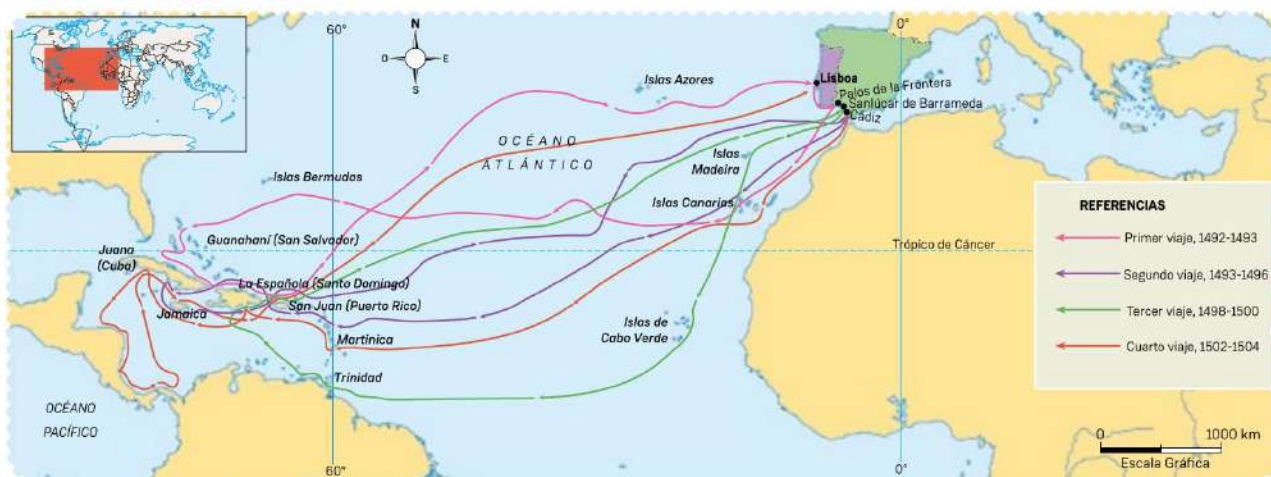 60°
0°
N
O
E
S
Islas Azores
Lisboa
Palos de la Frontera
Sanlúcar de Barrameda
Cádiz
OCÉANO
ATLÁNTICO
Islas
Madeira
Islas Bermudas
Islas Canarias
Guanahaní (San Salvador)
Juana
(Cuba)
Trópico de Cáncer
La Española (Santo Domingo)
San Juan (Puerto Rico)
Jamaica
Martinica
Islas de
Cabo Verde
Trinidad
OCÉANO
PACÍFICO
60°
0°
REFERENCIAS
Primer viaje, 1492-1493
Segundo viaje, 1493-1496
Tercer viaje, 1498-1500
Cuarto viaje, 1502-1504
0
1000 km
Escala Gráfica